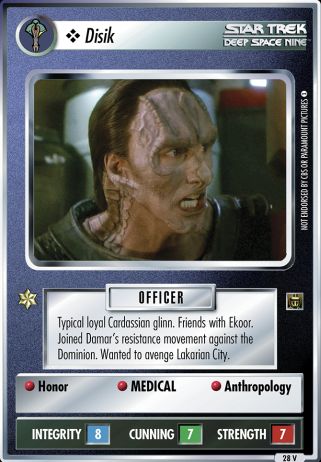 ❖ Disik
STAR TREK
DEEP SPACE NINE
NOT ENDORSED BY CBS OR PARAMOUNT PICTURES
OFFICER
Typical loyal Cardassian glinn. Friends with Ekoor.
Joined Damar's resistance movement against the
Dominion. Wanted to avenge Lakarian City.
Honor MEDICAL Anthropology
INTEGRITY 8 CUNNING 7 STRENGTH 7
28 V